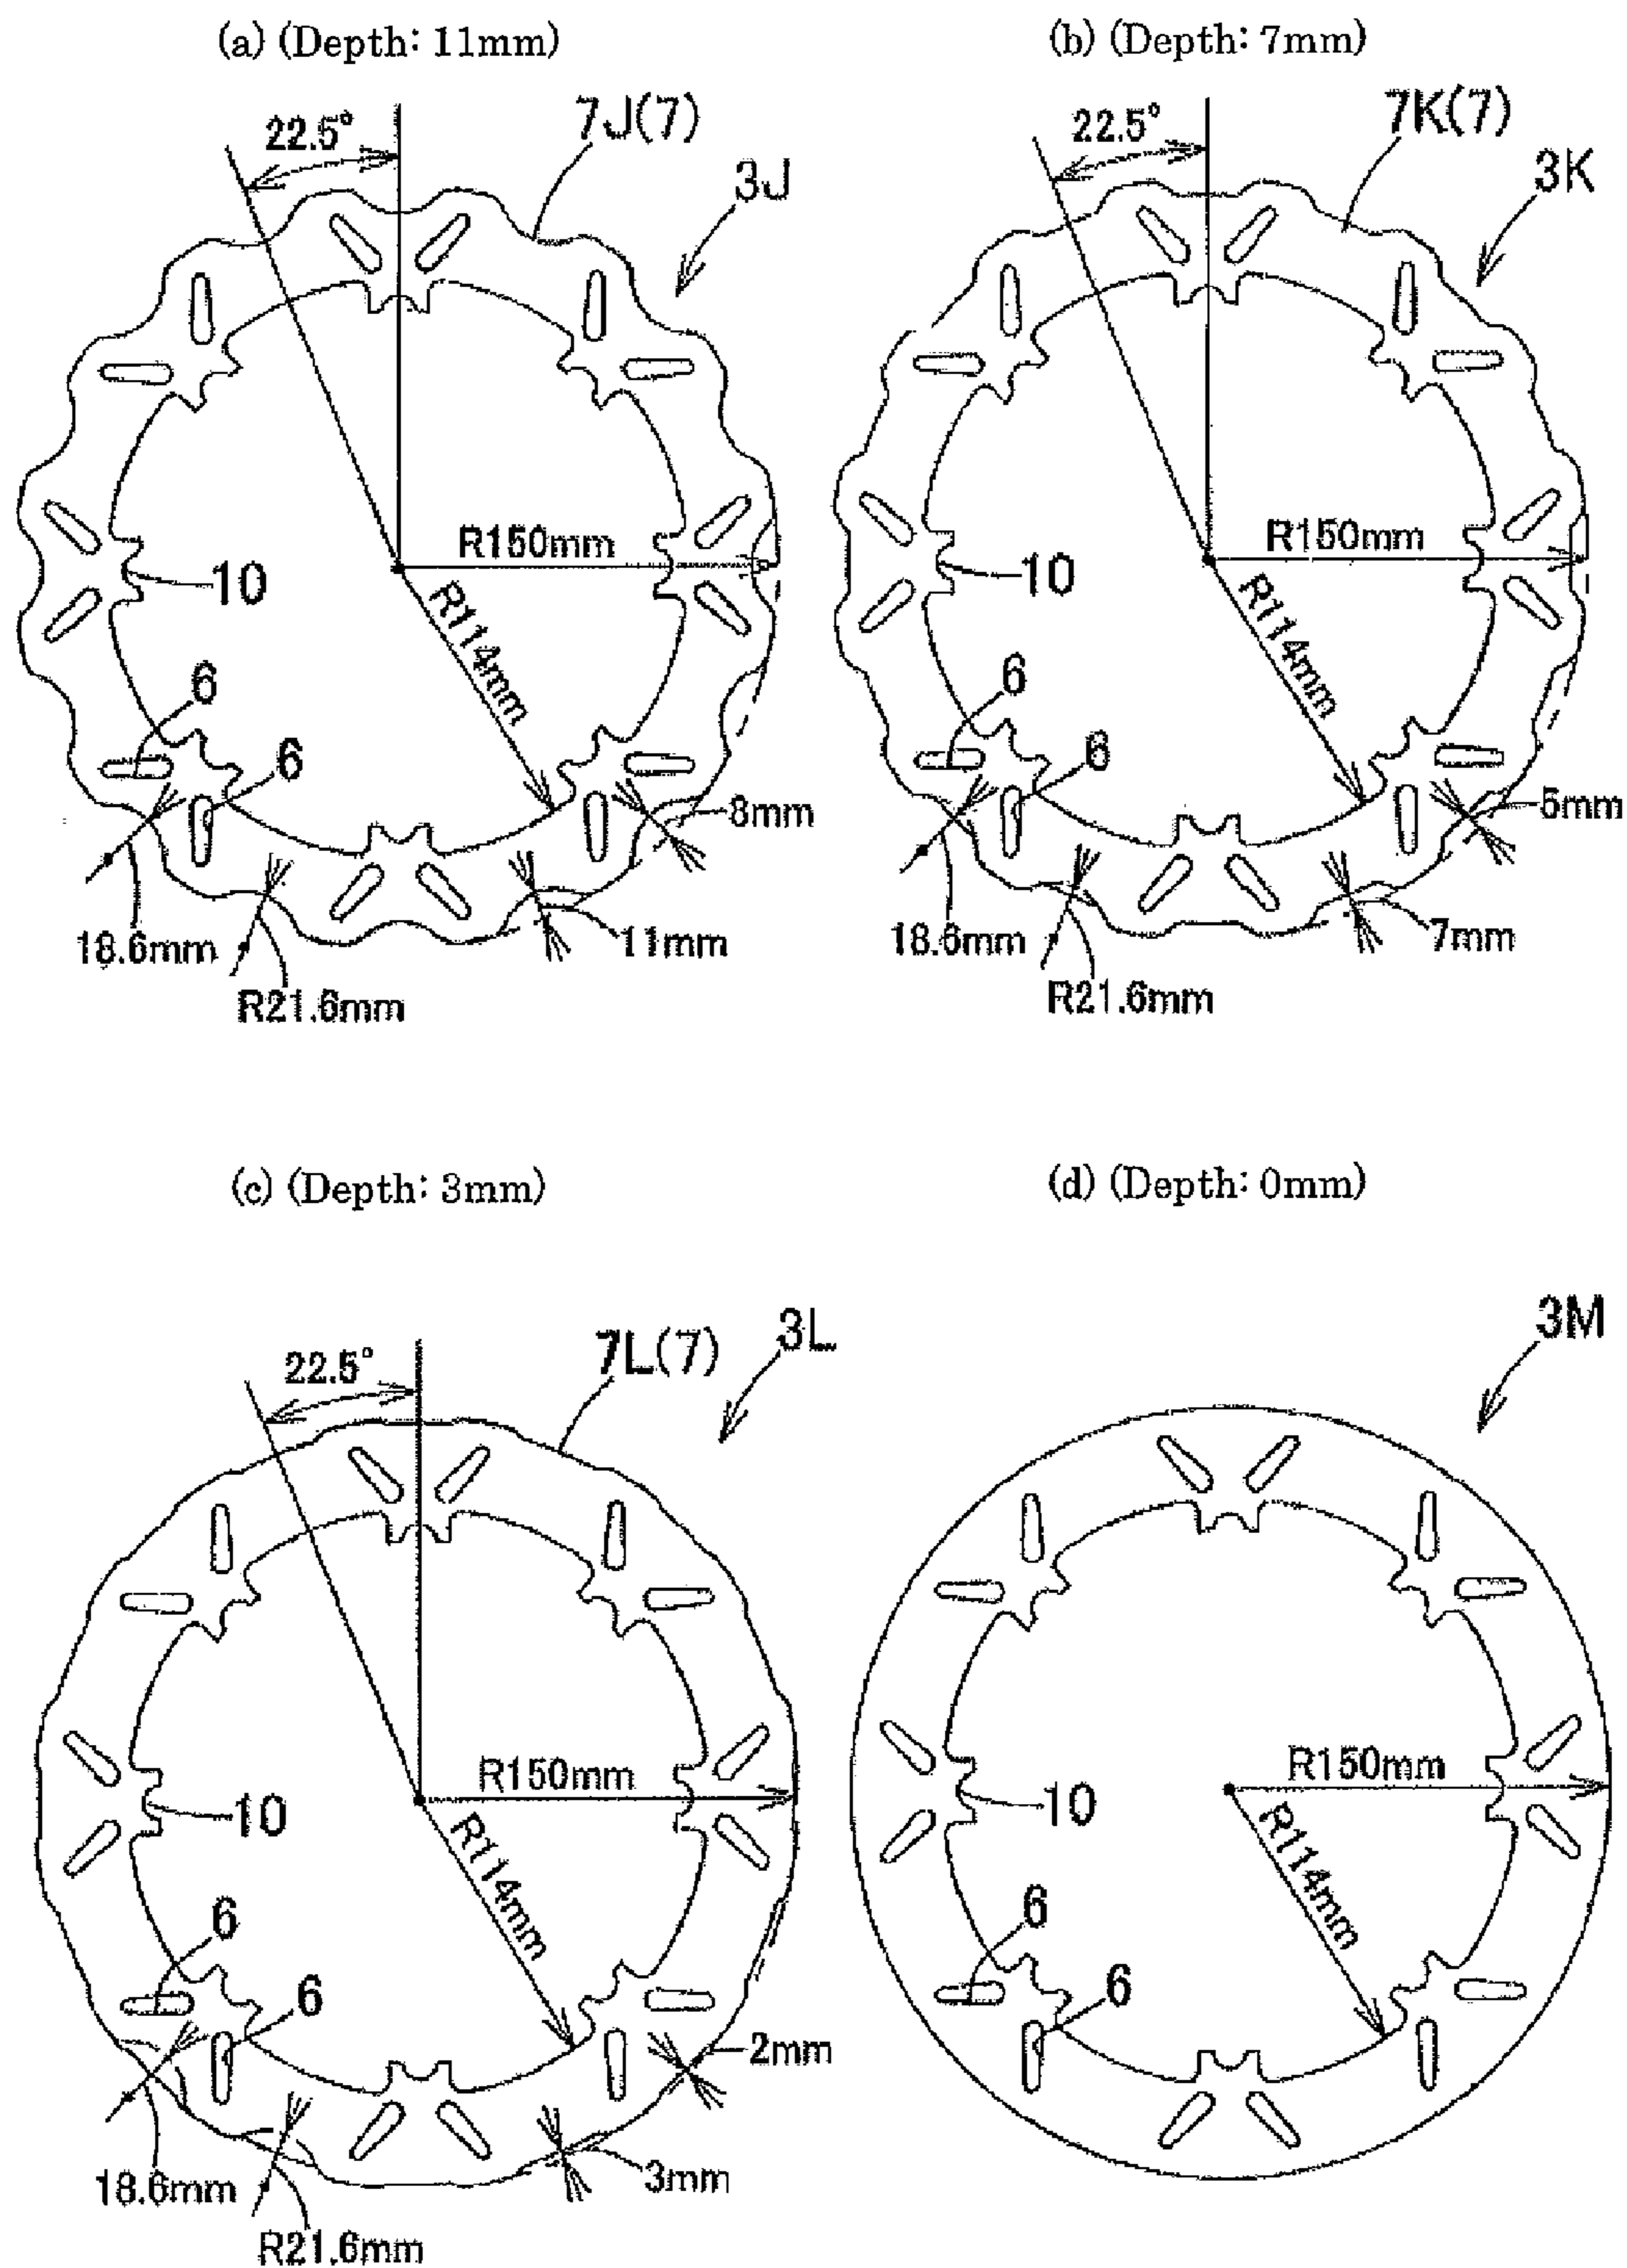 (a) (Depth: 11mm)
22.5°
7J(7)
3J
R150mm
R114mm
10
6
6
8mm
11mm
18.6mm
R21.6mm
(b) (Depth: 7mm)
22.5°
7K(7)
3K
R150mm
R114mm
10
6
6
5mm
7mm
18.6mm
R21.6mm
(c) (Depth: 3mm)
22.5°
7L(7)
3L
R150mm
R114mm
10
6
6
2mm
3mm
18.6mm
R21.6mm
(d) (Depth: 0mm)
3M
R150mm
R114mm
10
6
6